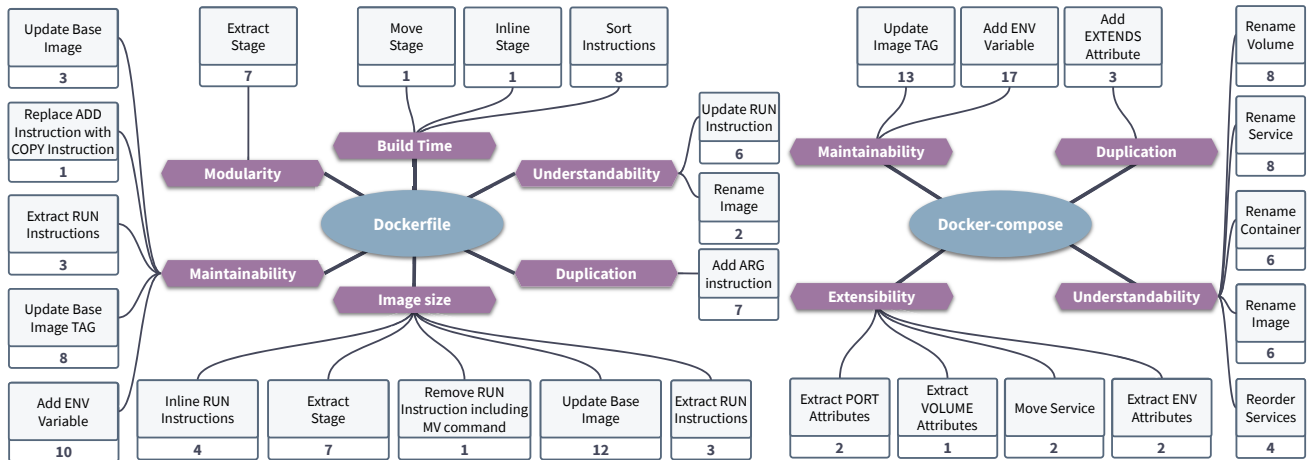 Update Base
Image
3
Replace ADD
Instruction with
COPY Instruction
1
Extract RUN
Instructions
3
Update Base
Image TAG
8
Add ENV
Variable
10
Extract
Stage
7
Move
Stage
1
Inline
Stage
1
Sort
Instructions
8
Build Time
Modularity
Understandability
Dockerfile
Maintainability
Duplication
Image size
Update RUN
Instruction
6
Rename
Image
2
Add ARG
instruction
7
Inline RUN
Instructions
4
Extract
Stage
7
Remove RUN
Instruction including
MV command
1
Update Base
Image
12
Extract RUN
Instructions
3
Update
Image TAG
13
Add ENV
Variable
17
Add
EXTENDS
Attribute
3
Maintainability
Duplication
Docker-compose
Extensibility
Understandability
Rename
Volume
8
Rename
Service
8
Rename
Container
6
Rename
Image
6
Reorder
Services
4
Extract PORT
Attributes
2
Extract
VOLUME
Attributes
1
Move Service
2
Extract ENV
Attributes
2